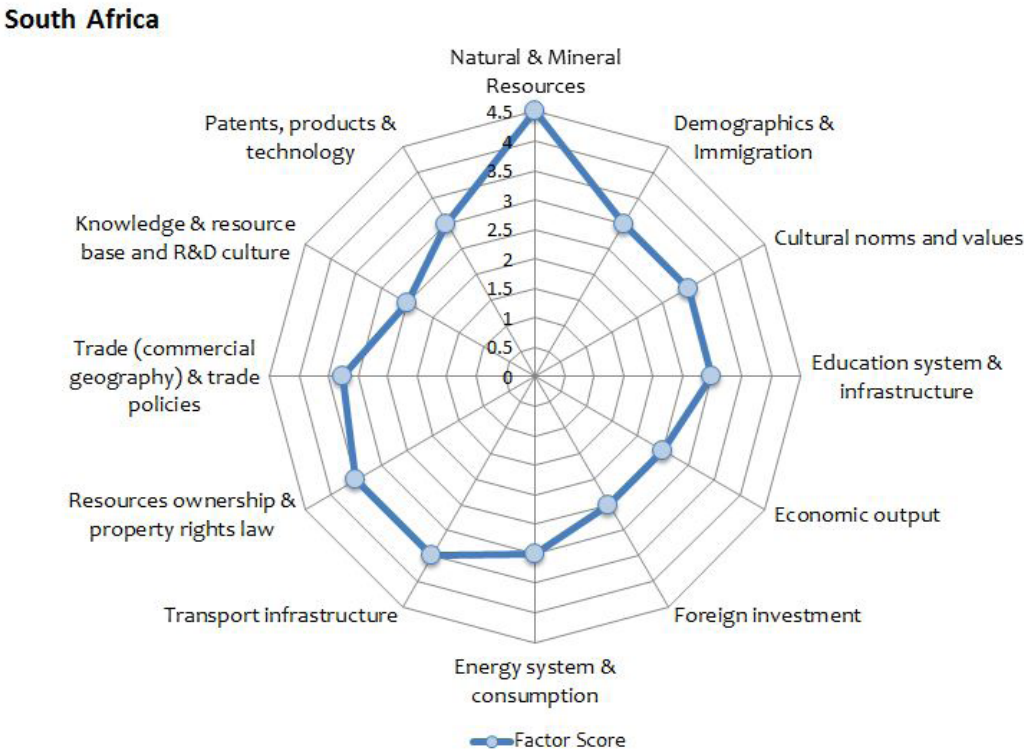 South Africa
Natural & Mineral
Resources
Demographics &
Immigration
Cultural norms and values
Education system &
infrastructure
Economic output
Foreign investment
Energy system &
consumption
Transport infrastructure
Resources ownership &
property rights law
Trade (commercial
geography) & trade
policies
Knowledge & resource
base and R&D culture
Patents, products &
technology
4.5
4
3.5
3
2.5
2
1.5
1
0.5
0
Factor Score